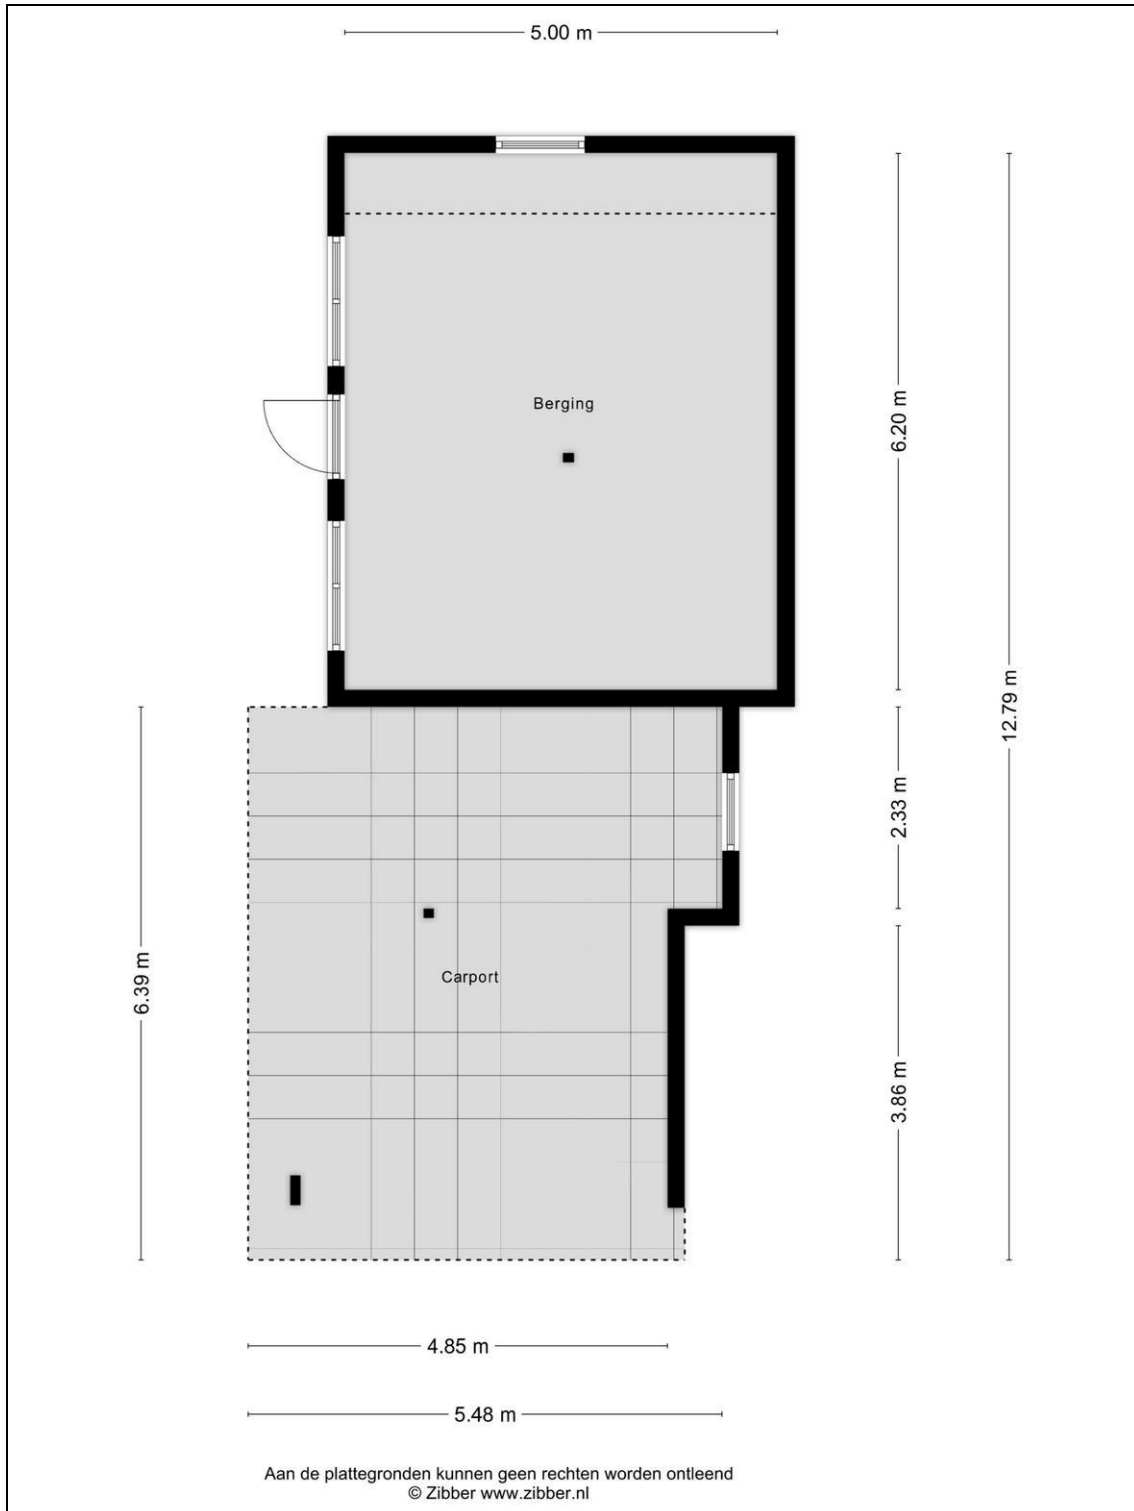 5.00 m
Berging
6.20 m
12.79 m
2.33 m
Carport
6.39 m
3.86 m
4.85 m
5.48 m
Aan de plattegronden kunnen geen rechten worden ontleend
© Zibber www.zibber.nl